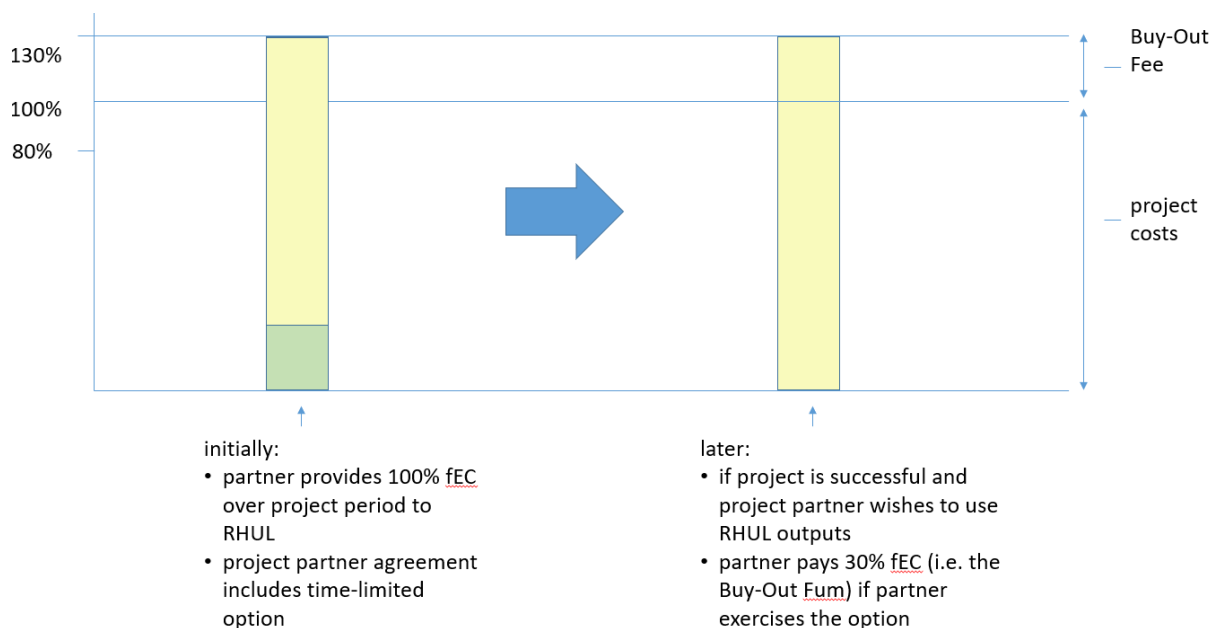 130%
100%
80%
Buy-Out
Fee
project
costs
initially:
• partner provides 100% fEC
over project period to
RHUL
• project partner agreement
includes time-limited
option
later:
• if project is successful and
project partner wishes to use
RHUL outputs
• partner pays 30% fEC (i.e. the
Buy-Out Fum) if partner
exercises the option